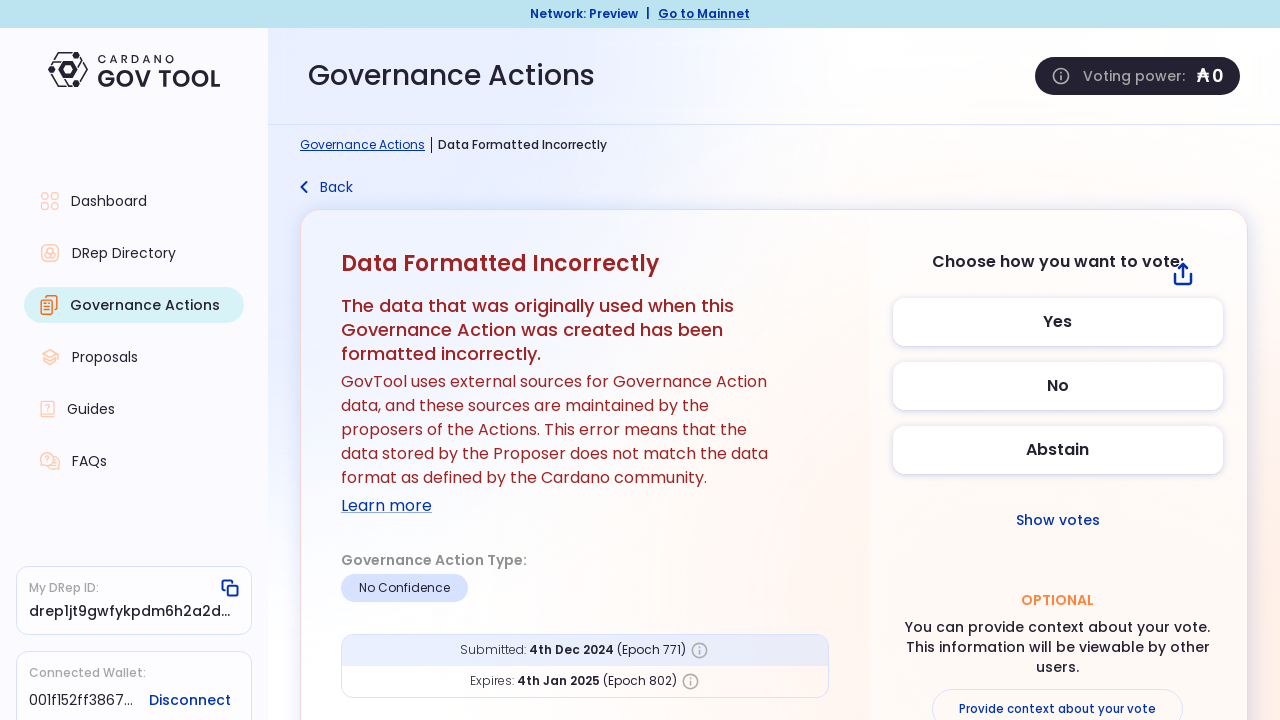 Network: Preview | Go to Mainnet
CARDANO
GOV TOOL
Governance Actions
Voting power: ₳ 0
Governance Actions | Data Formatted Incorrectly
Back
Dashboard
DRep Directory
Governance Actions
Proposals
Guides
FAQs
My DRep ID:
drep1jt9gwfykpdm6h2a2d...
Connected Wallet:
001f152ff3867... Disconnect
Data Formatted Incorrectly
The data that was originally used when this
Governance Action was created has been
formatted incorrectly.
GovTool uses external sources for Governance Action
data, and these sources are maintained by the
proposers of the Actions. This error means that the
data stored by the Proposer does not match the data
format as defined by the Cardano community.
Learn more
Governance Action Type:
No Confidence
Submitted: 4th Dec 2024 (Epoch 771)
Expires: 4th Jan 2025 (Epoch 802)
Choose how you want to vote:
Yes
No
Abstain
Show votes
OPTIONAL
You can provide context about your vote.
This information will be viewable by other
users.
Provide context about your vote